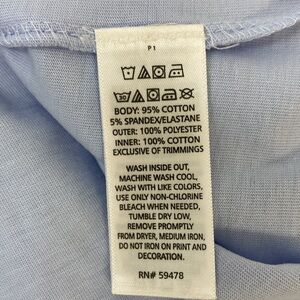 P1
30
BODY: 95% COTTON
5% SPANDEX/ELASTANE
OUTER: 100% POLYESTER
INNER: 100% COTTON
EXCLUSIVE OF TRIMMINGS
WASH INSIDE OUT,
MACHINE WASH COOL,
WASH WITH LIKE COLORS,
USE ONLY NON-CHLORINE
BLEACH WHEN NEEDED,
TUMBLE DRY LOW,
REMOVE PROMPTLY
FROM DRYER, MEDIUM IRON,
DO NOT IRON ON PRINT AND
DECORATION.
RN# 59478